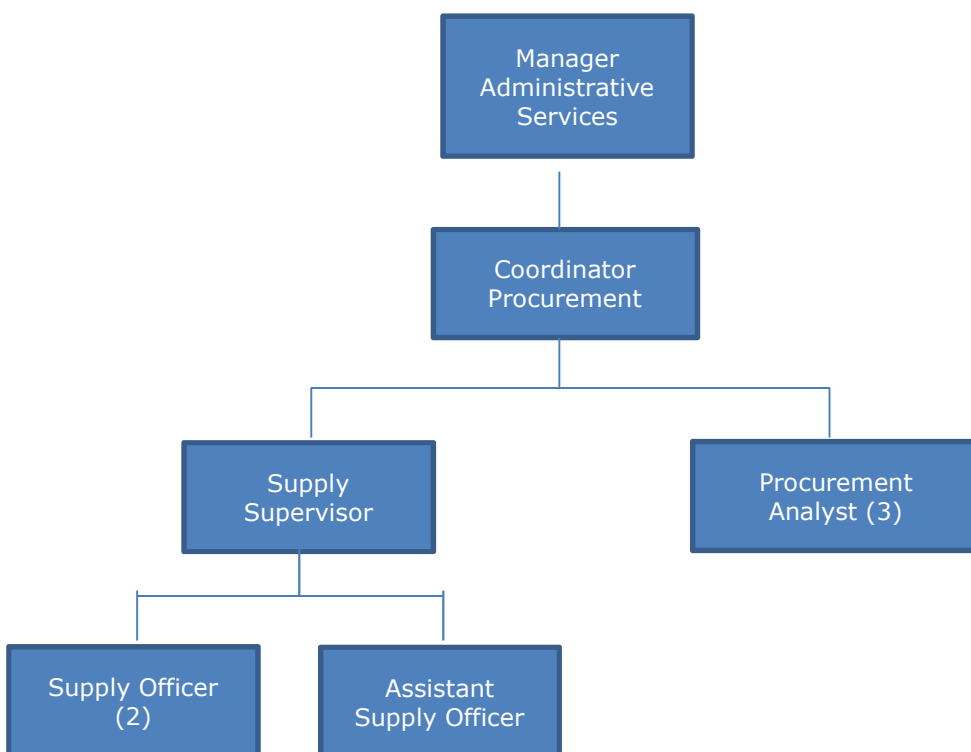 Manager
Administrative
Services
Coordinator
Procurement
Supply
Supervisor
Procurement
Analyst (3)
Supply Officer
(2)
Assistant
Supply Officer